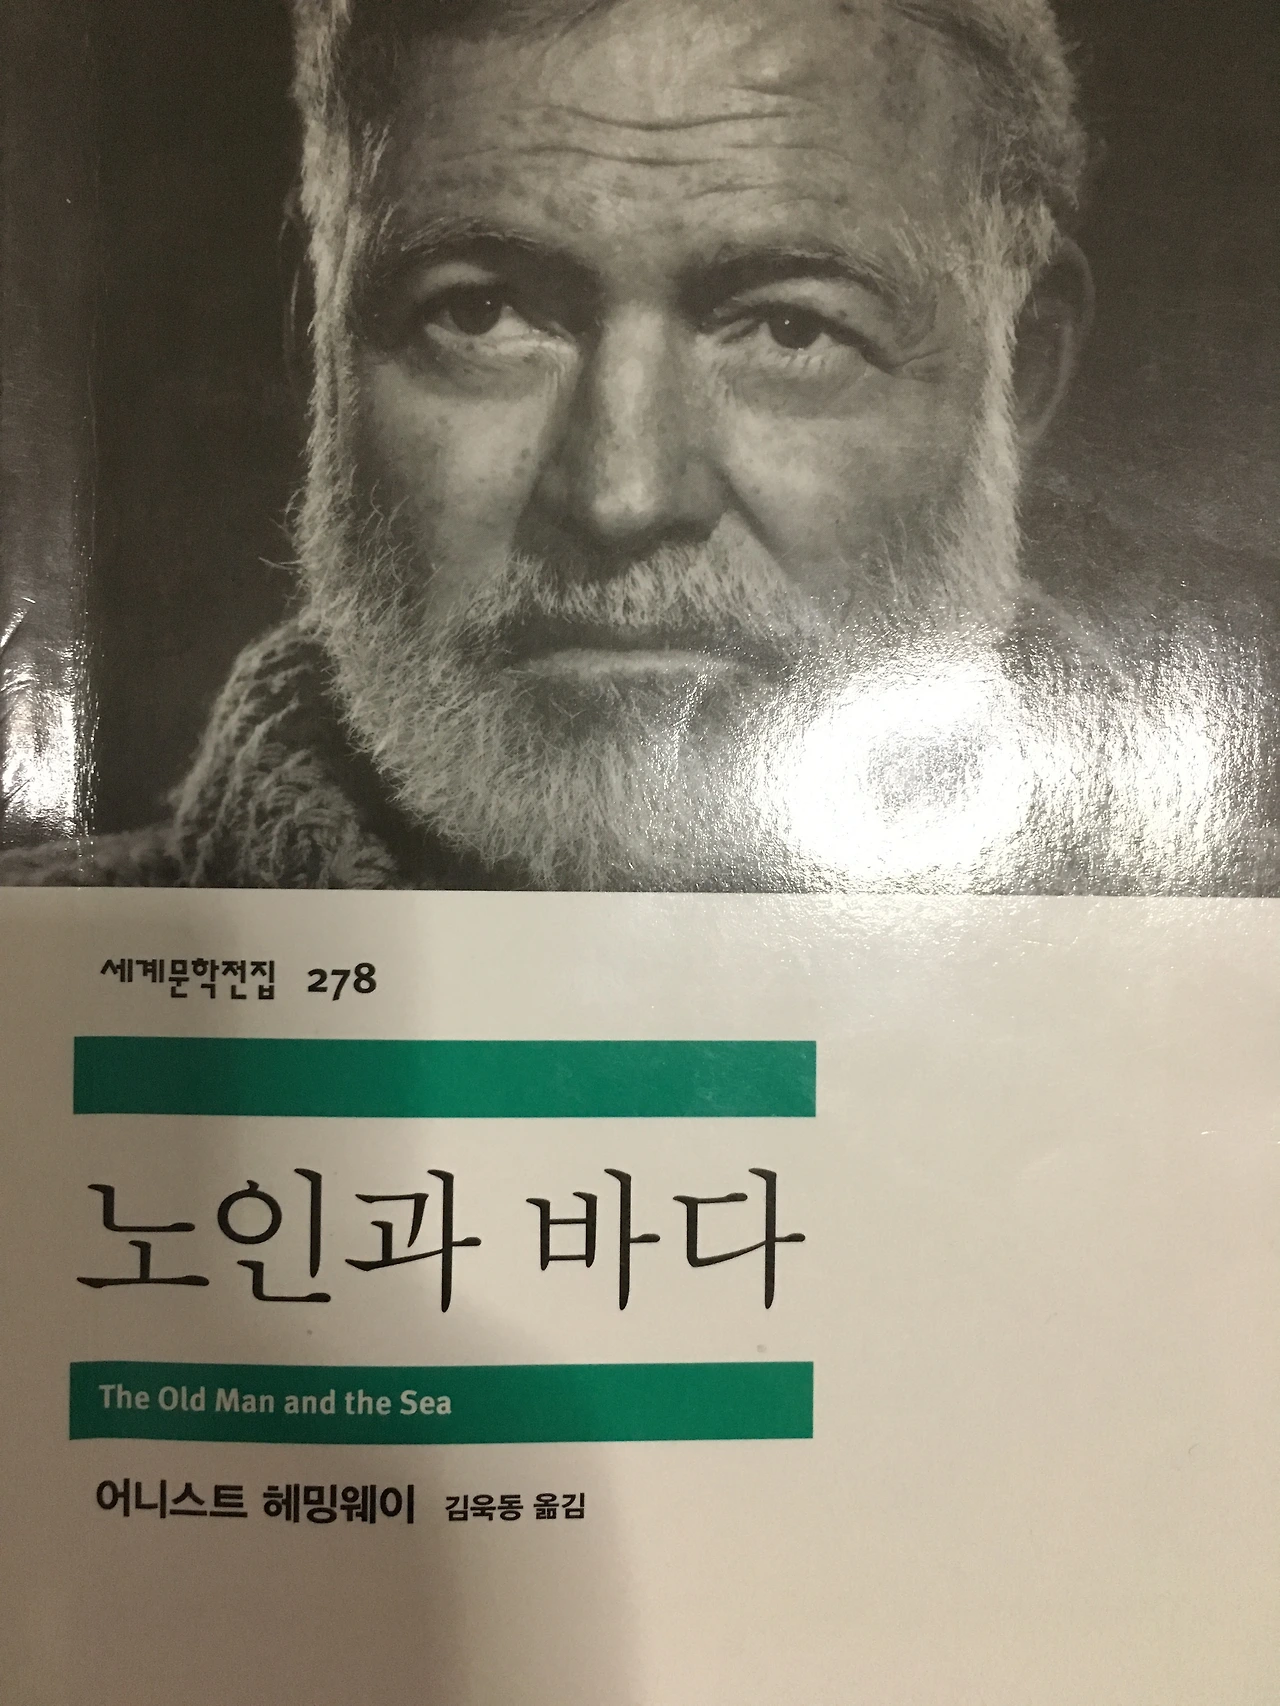 세계문학전집 278
노인과 바다
The Old Man and the Sea
어니스트 헤밍웨이 김욱동 옮김